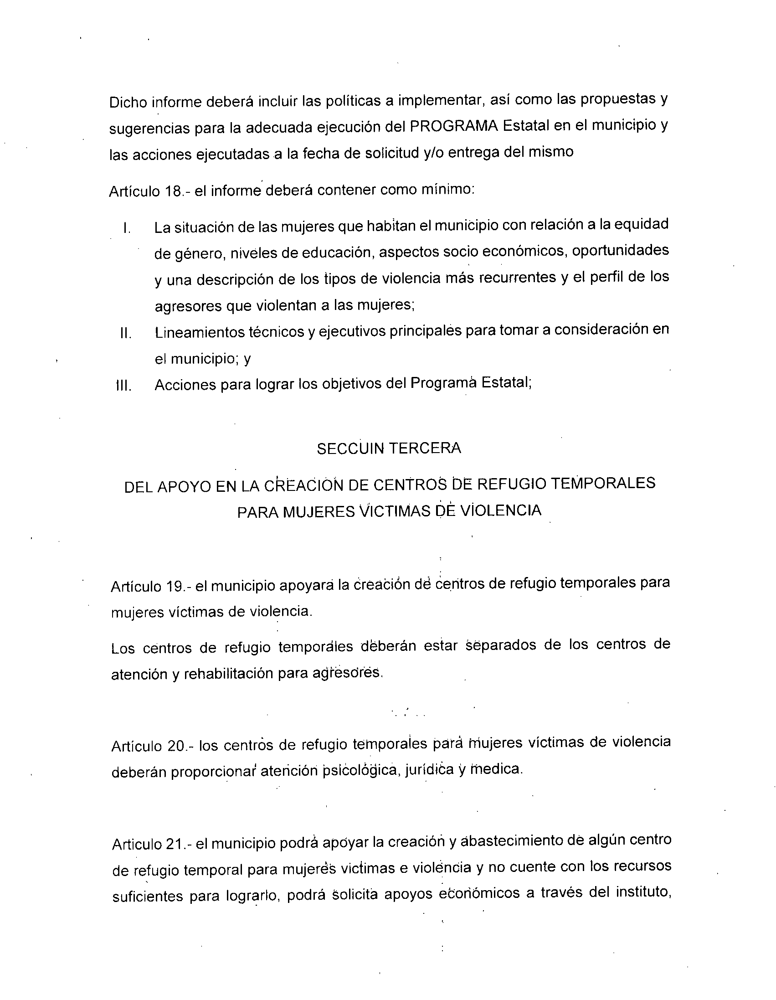 Dicho informe deberá incluir las políticas a implementar, así como las propuestas y
sugerencias para la adecuada ejecución del PROGRAMA Estatal en el municipio y
las acciones ejecutadas a la fecha de solicitud y/o entrega del mismo
Artículo 18.- el informe deberá contener como mínimo:
I. La situación de las mujeres que habitan el municipio con relación a la equidad
de género, niveles de educación, aspectos socio económicos, oportunidades
y una descripción de los tipos de violencia más recurrentes y el perfil de los
agresores que violentan a las mujeres;
II. Lineamientos técnicos y ejecutivos principales para tomar a consideración en
el municipio; y
III. Acciones para lograr los objetivos del Programa Estatal;
SECCUIN TERCERA
DEL APOYO EN LA CREACION DE CENTROS DE REFUGIO TEMPORALES
PARA MUJERES VICTIMAS DE VIOLENCIA
Artículo 19.- el municipio apoyara la creación de centros de refugio temporales para
mujeres víctimas de violencia.
Los centros de refugio temporales deberán estar separados de los centros de
atención y rehabilitación para agresores.
Artículo 20.- los centros de refugio temporales para mujeres víctimas de violencia
deberán proporcionar atención psicológica, jurídica y medica.
Articulo 21.- el municipio podrá apoyar la creación y abastecimiento de algún centro
de refugio temporal para mujeres victimas e violencia y no cuente con los recursos
suficientes para lograrlo, podrá solicita apoyos económicos a través del instituto,